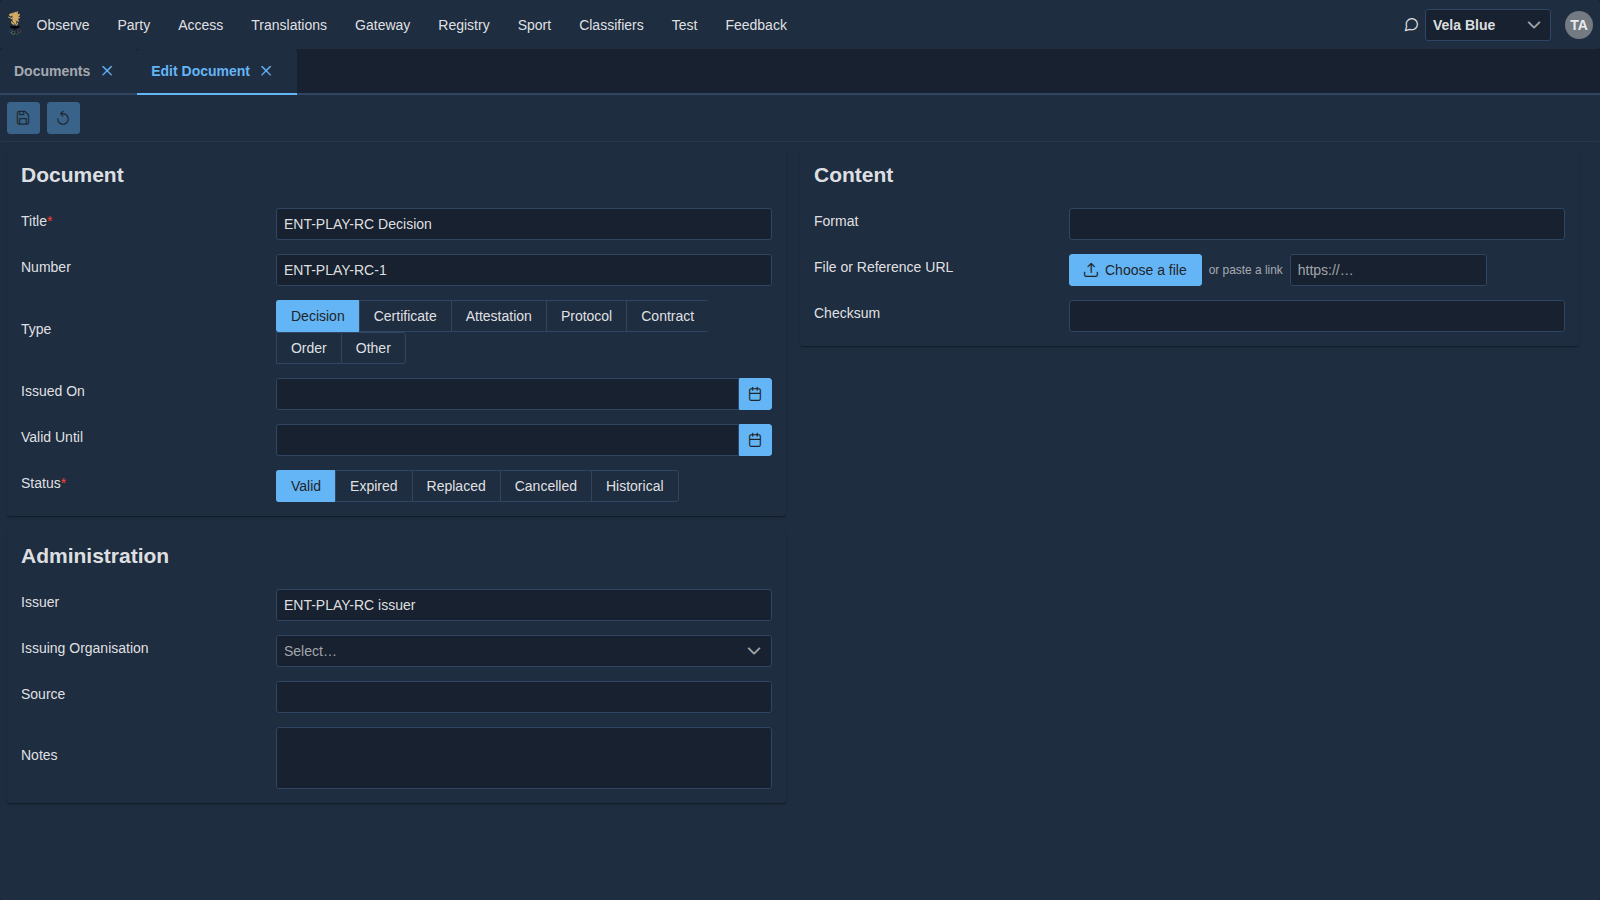 Observe Party Access Translations Gateway Registry Sport Classifiers Test Feedback Vela Blue TA
Documents Edit Document
Document
Title*
ENT-PLAY-RC Decision
Number
ENT-PLAY-RC-1
Type
Decision Certificate Attestation Protocol Contract
Order Other
Issued On
Valid Until
Status*
Valid Expired Replaced Cancelled Historical
Administration
Issuer
ENT-PLAY-RC issuer
Issuing Organisation
Select…
Source
Notes
Content
Format
File or Reference URL
Choose a file or paste a link https://…
Checksum